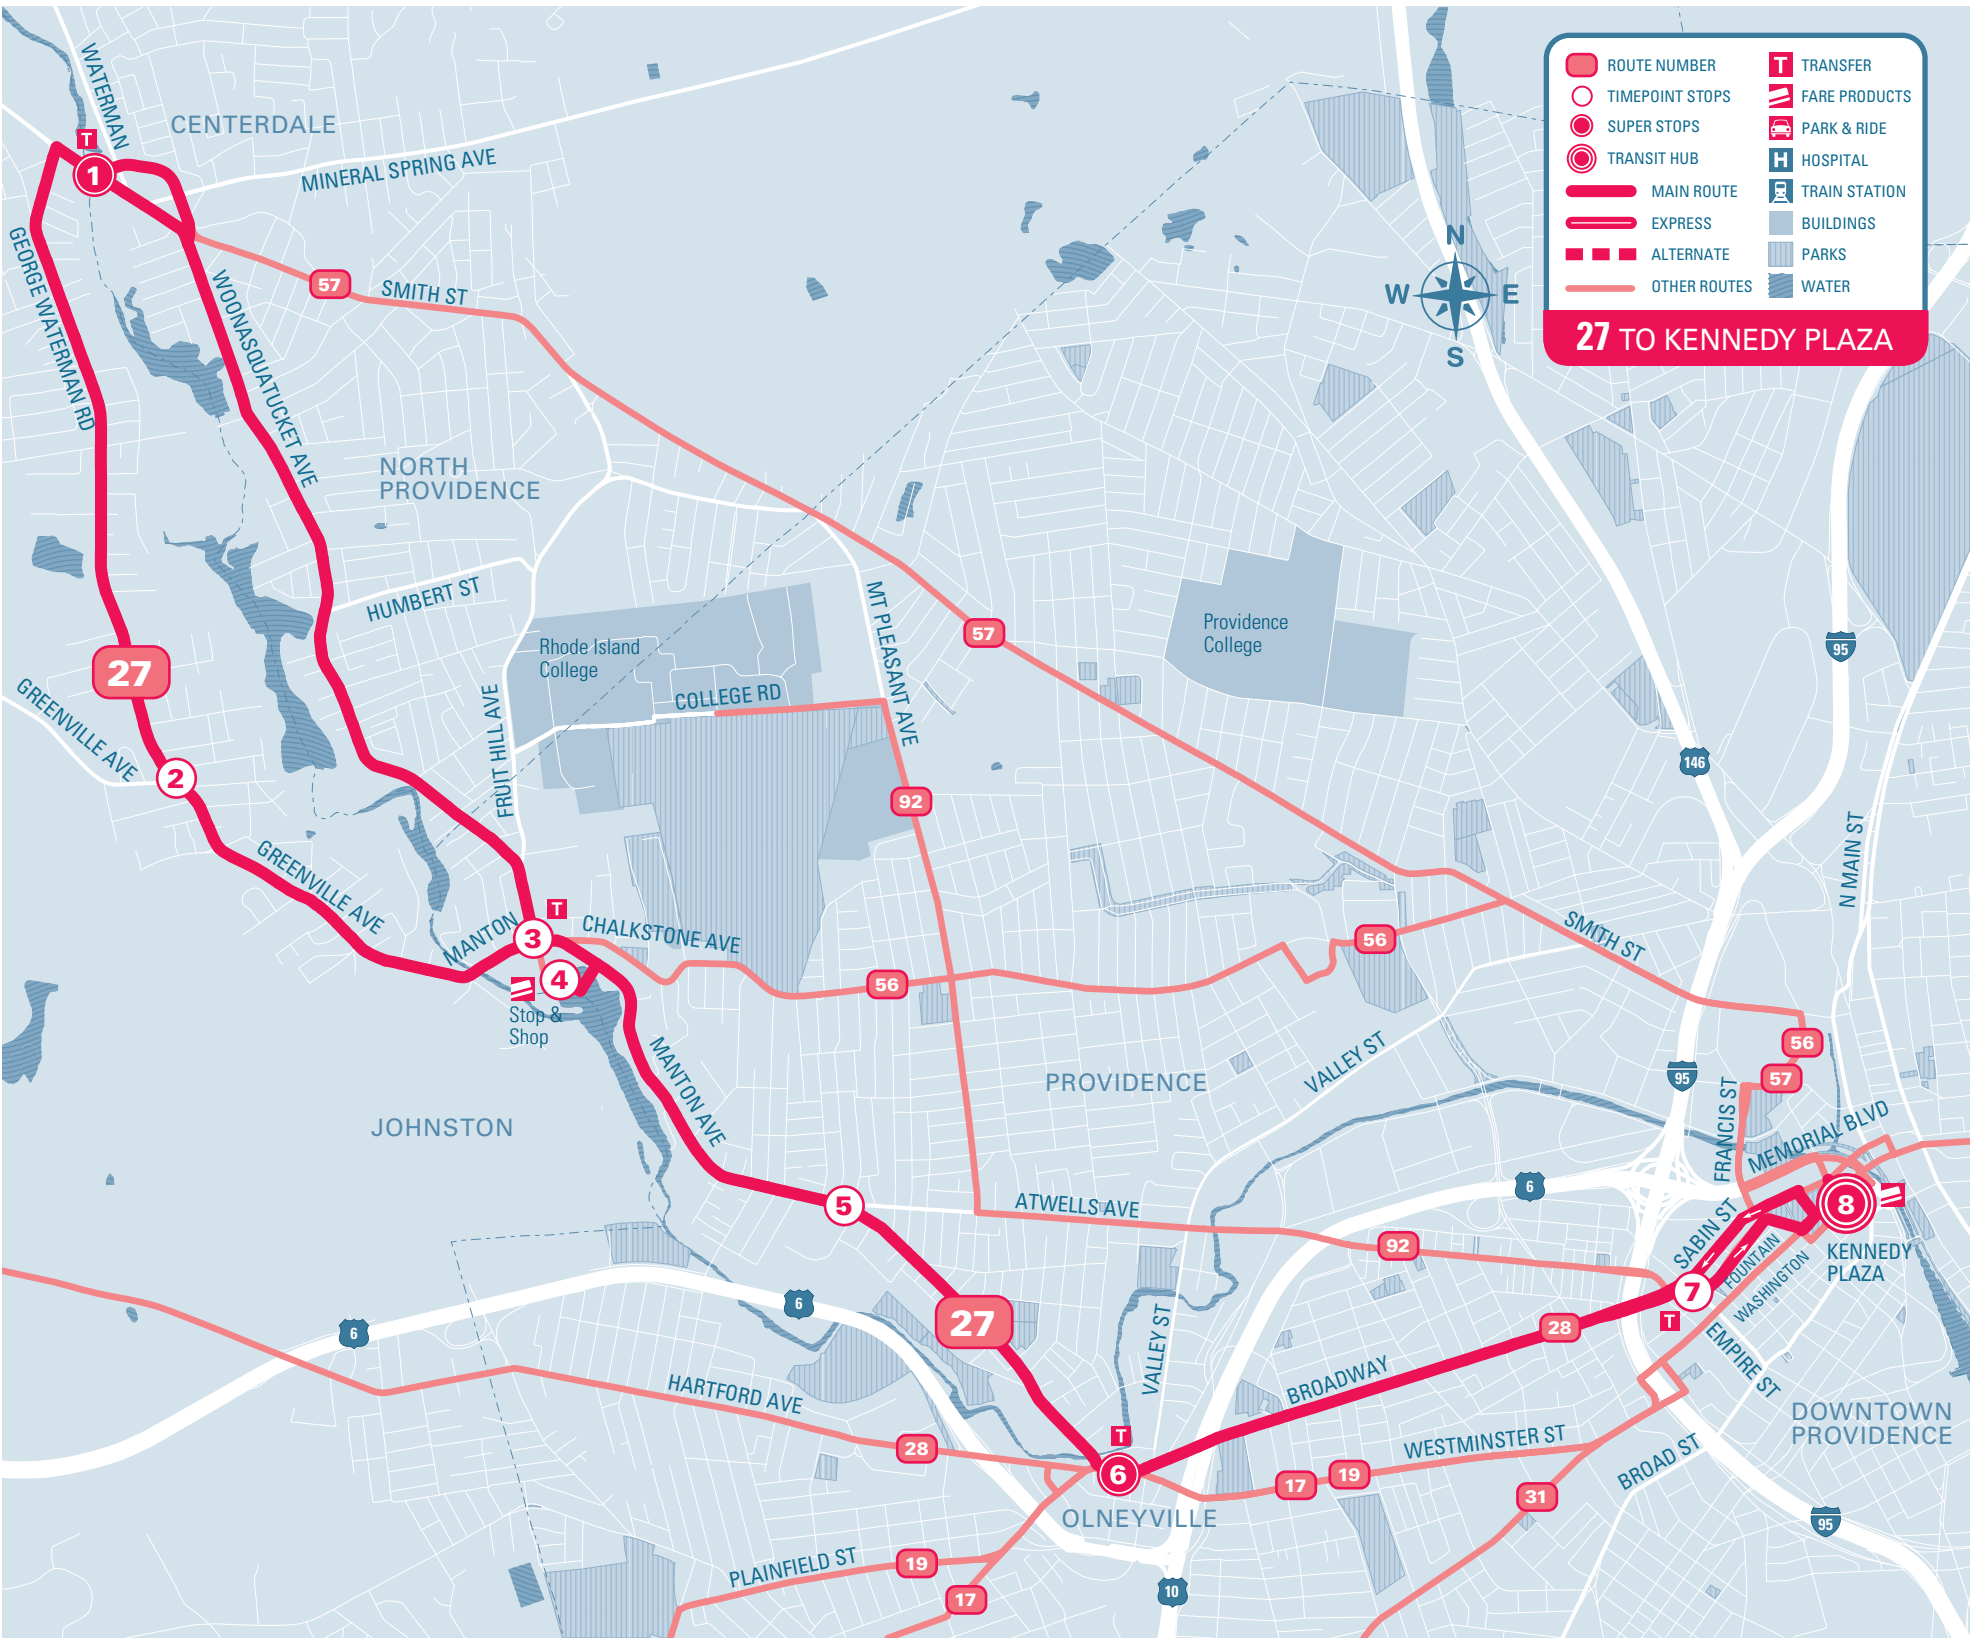 WATERMAN
CENTERDALE
T
1
MINERAL SPRING AVE
GEORGE WATERMAN RD
WOONASQUATUCKET AVE
57
SMITH ST
NORTH
PROVIDENCE
HUMBERT ST
Rhode Island
College
COLLEGE RD
MT PLEASANT AVE
FRUIT HILL AVE
57
Providence
College
27
GREENVILLE AVE
2
92
GREENVILLE AVE
MANTON
3
T
CHALKSTONE AVE
4
Stop &
Shop
56
56
SMITH ST
MANTON AVE
PROVIDENCE
VALLEY ST
JOHNSTON
5
ATWELLS AVE
92
6
6
6
27
HARTFORD AVE
28
VALLEY ST
T
6
OLNEYVILLE
BROADWAY
28
WESTMINSTER ST
17
19
31
BROAD ST
PLAINFIELD ST
19
17
10
95
146
95
N MAIN ST
56
57
FRANCIS ST
MEMORIAL BLVD
SABIN ST
FOUNTAIN
WASHINGTON
8
KENNEDY
PLAZA
7
T
EMPIRE ST
DOWNTOWN
PROVIDENCE
95
N
W
E
S
ROUTE NUMBER
TIMEPOINT STOPS
SUPER STOPS
TRANSIT HUB
MAIN ROUTE
EXPRESS
ALTERNATE
OTHER ROUTES
T TRANSFER
FARE PRODUCTS
PARK & RIDE
H HOSPITAL
TRAIN STATION
BUILDINGS
PARKS
WATER
27 TO KENNEDY PLAZA